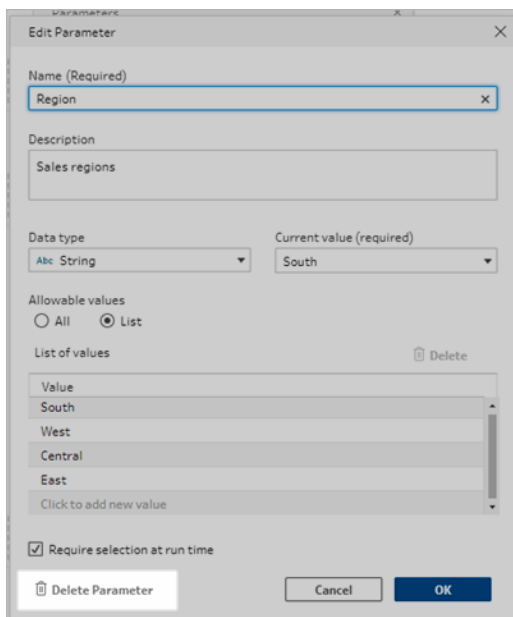 Parameters
Edit Parameter
Name (Required)
Region
Description
Sales regions
Data type
Current value (required)
Abc String
South
Allowable values
All List
List of values
Delete
Value
South
West
Central
East
Click to add new value
Require selection at run time
Delete Parameter
Cancel
OK